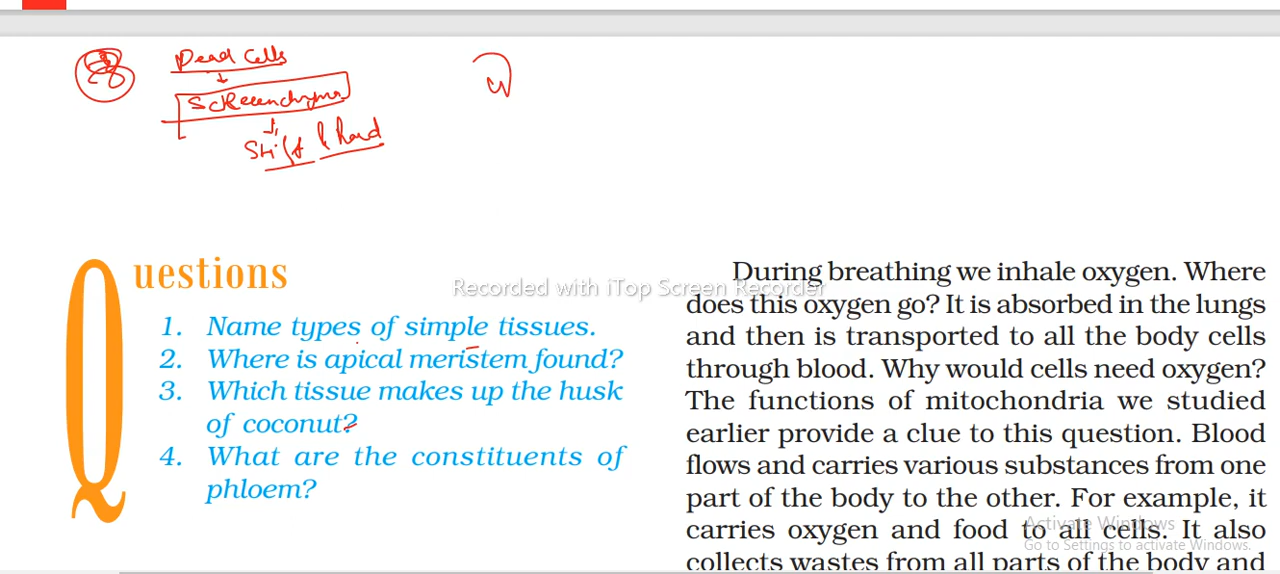 Dead Cells
Sclerenchyma
Stiff & hard
Questions
1. Name types of simple tissues.
2. Where is apical meristem found?
3. Which tissue makes up the husk
of coconut?
4. What are the constituents of
phloem?
Recorded with iTop Screen Recorder
During breathing we inhale oxygen. Where
does this oxygen go? It is absorbed in the lungs
and then is transported to all the body cells
through blood. Why would cells need oxygen?
The functions of mitochondria we studied
earlier provide a clue to this question. Blood
flows and carries various substances from one
part of the body to the other. For example, it
carries oxygen and food to all cells. It also
collects wastes from all parts of the body and
Activate Windows
Go to Settings to activate Windows.